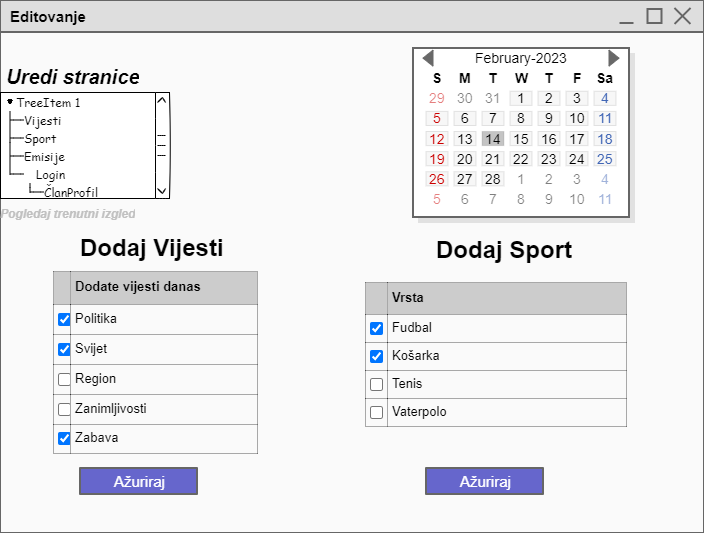 Editovanje
Uredi stranice
TreeItem 1
Vijesti
Sport
Emisije
Login
ČlanProfil
Pogledaj trenutni izgled
February-2023
S M T W T F Sa
29 30 31 1 2 3 4
5 6 7 8 9 10 11
12 13 14 15 16 17 18
19 20 21 22 23 24 25
26 27 28 1 2 3 4
5 6 7 8 9 10 11
Dodaj Vijesti
Dodate vijesti danas
Politika
Svijet
Region
Zanimljivosti
Zabava
Ažuriraj
Dodaj Sport
Vrsta
Fudbal
Košarka
Tenis
Vaterpolo
Ažuriraj